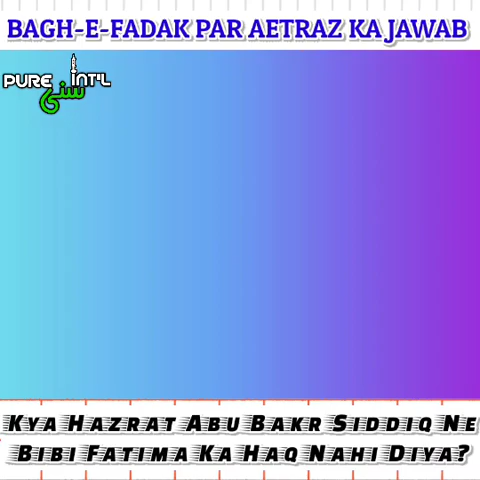 BAGH-E-FADAK PAR AETRAZ KA JAWAB
PURE INT'L
سنی
KYA HAZRAT ABU BAKR SIDDIQ NE
BIBI FATIMA KA HAQ NAHI DIYA?